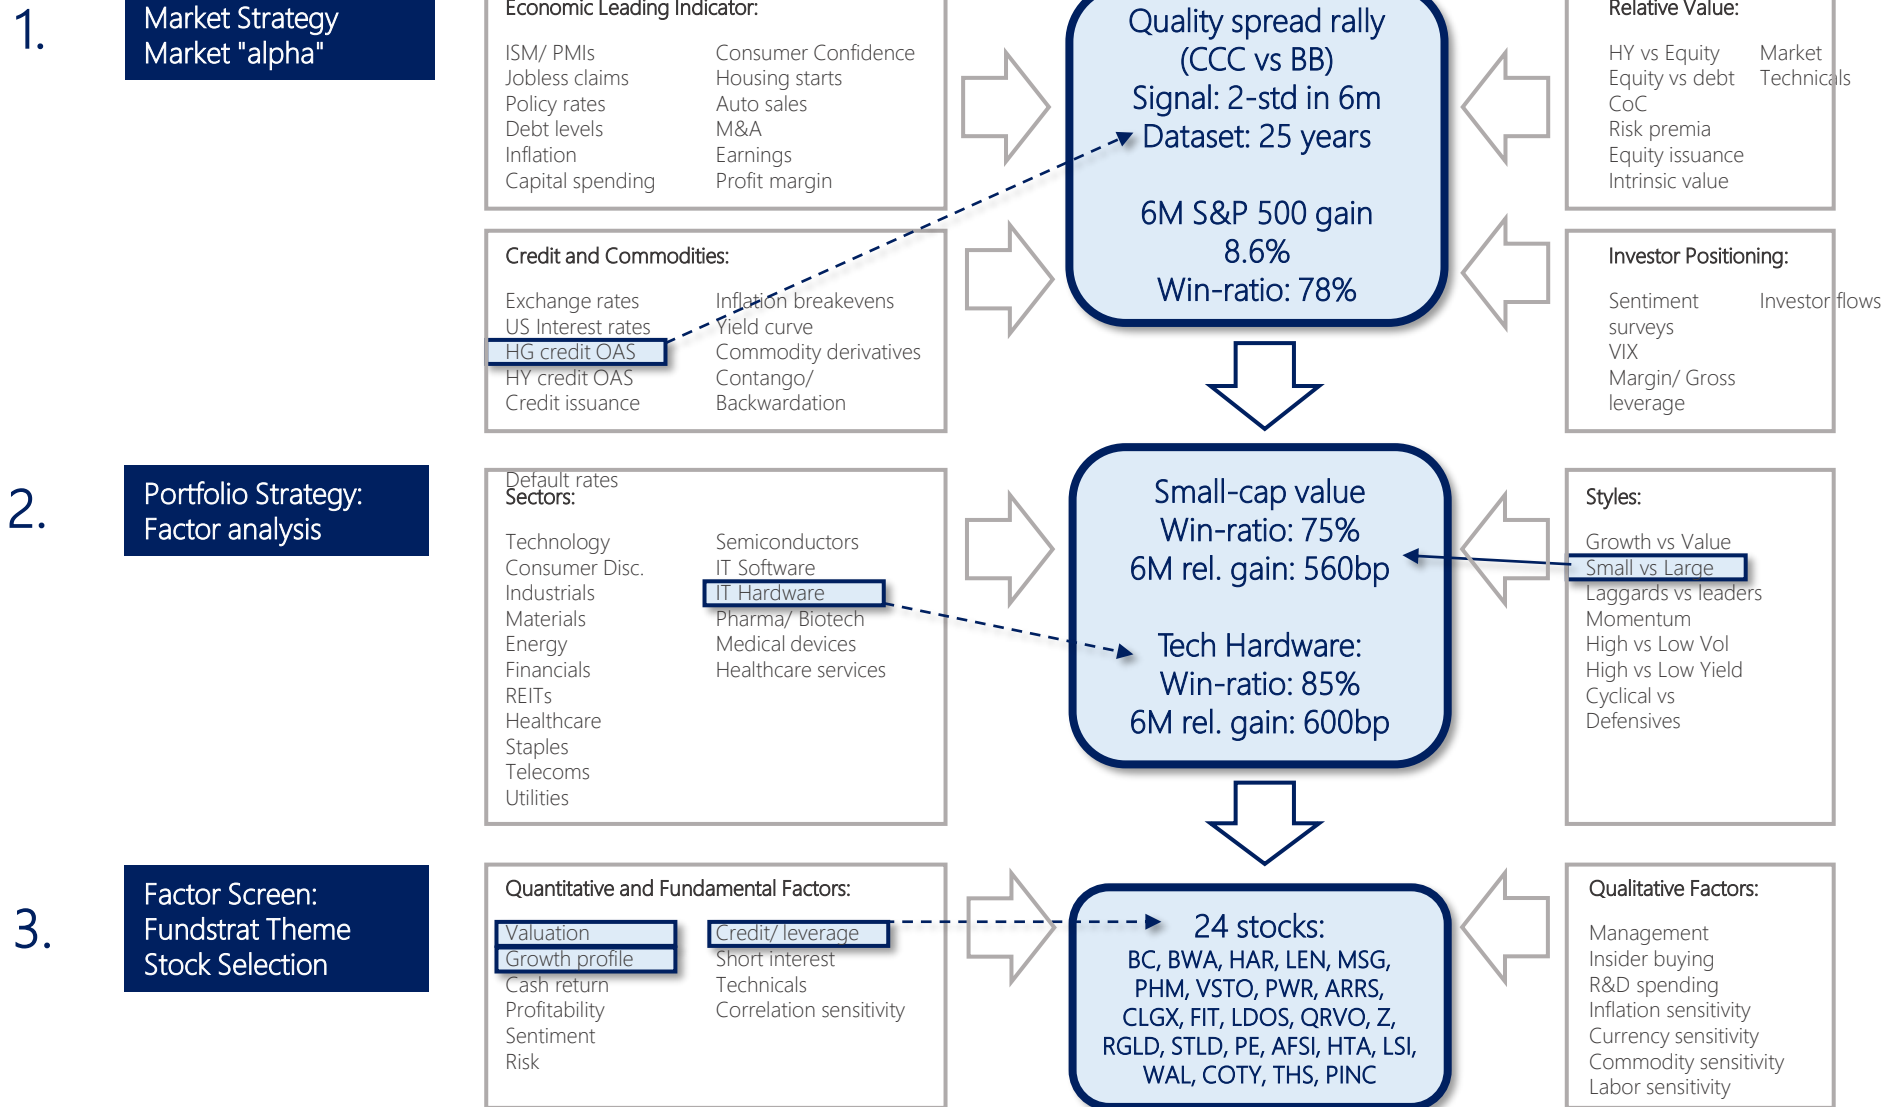 1.
Market Strategy
Market "alpha"
Economic Leading Indicator:
ISM/ PMIs
Jobless claims
Policy rates
Debt levels
Inflation
Capital spending
Consumer Confidence
Housing starts
Auto sales
M&A
Earnings
Profit margin
Quality spread rally
(CCC vs BB)
Signal: 2-std in 6m
Dataset: 25 years
6M S&P 500 gain
8.6%
Win-ratio: 78%
Relative Value:
HY vs Equity
Equity vs debt
CoC
Risk premia
Equity issuance
Intrinsic value
Market
Technicals
Credit and Commodities:
Exchange rates
US Interest rates
HG credit OAS
HY credit OAS
Credit issuance
Default rates
Inflation breakevens
Yield curve
Commodity derivatives
Contango/
Backwardation
Investor Positioning:
Sentiment
surveys
VIX
Margin/ Gross
leverage
Investor flows
2.
Portfolio Strategy:
Factor analysis
Sectors:
Technology
Consumer Disc.
Industrials
Materials
Energy
Financials
REITs
Healthcare
Staples
Telecoms
Utilities
Semiconductors
IT Software
IT Hardware
Pharma/ Biotech
Medical devices
Healthcare services
Small-cap value
Win-ratio: 75%
6M rel. gain: 560bp
Tech Hardware:
Win-ratio: 85%
6M rel. gain: 600bp
Styles:
Growth vs Value
Small vs Large
Laggards vs leaders
Momentum
High vs Low Vol
High vs Low Yield
Cyclical vs
Defensives
3.
Factor Screen:
Fundstrat Theme
Stock Selection
Quantitative and Fundamental Factors:
Valuation
Growth profile
Cash return
Profitability
Sentiment
Risk
Credit/ leverage
Short interest
Technicals
Correlation sensitivity
24 stocks:
BC, BWA, HAR, LEN, MSG,
PHM, VSTO, PWR, ARRS,
CLGX, FIT, LDOS, QRVO, Z,
RGLD, STLD, PE, AFSI, HTA, LSI,
WAL, COTY, THS, PINC
Qualitative Factors:
Management
Insider buying
R&D spending
Inflation sensitivity
Currency sensitivity
Commodity sensitivity
Labor sensitivity